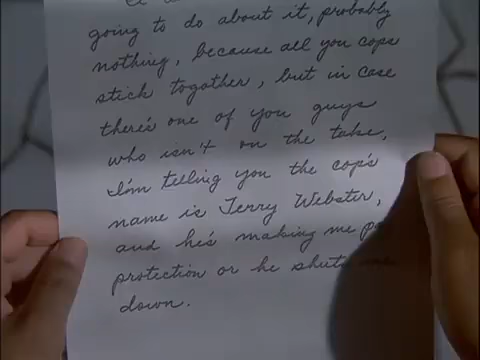 going to do about it, probably
nothing, because all you cops
stick together, but in case
there's one of you guys
who isn't on the take,
I'm telling you the cop's
name is Terry Webster,
and he's making me
protection or he shuts me
down.